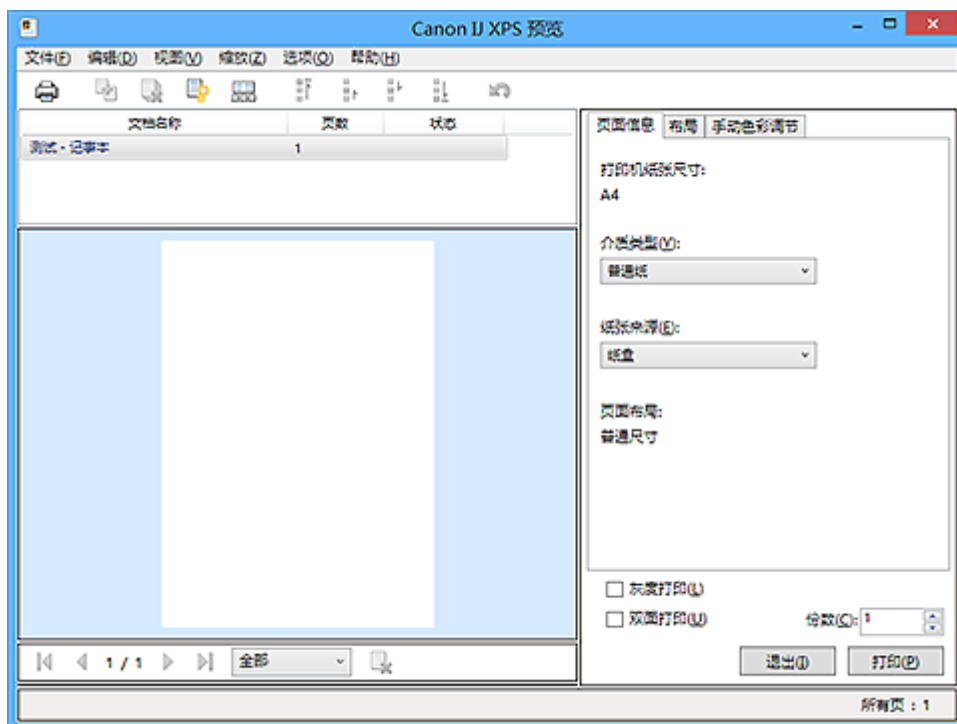 Canon IJ XPS 预览
文件(F) 编辑(D) 视图(V) 缩放(Z) 选项(O) 帮助(H)
文档名称 页数 状态
测试 - 记事本 1
页面信息 布局 手动色彩调节
打印机纸张尺寸:
A4
介质类型(Y):
普通纸
纸张来源(E):
纸盒
页面布局:
普通尺寸
灰度打印(L)
双面打印(U) 份数(C): 1
1 / 1 全部
退出(I) 打印(P)
所有页 : 1